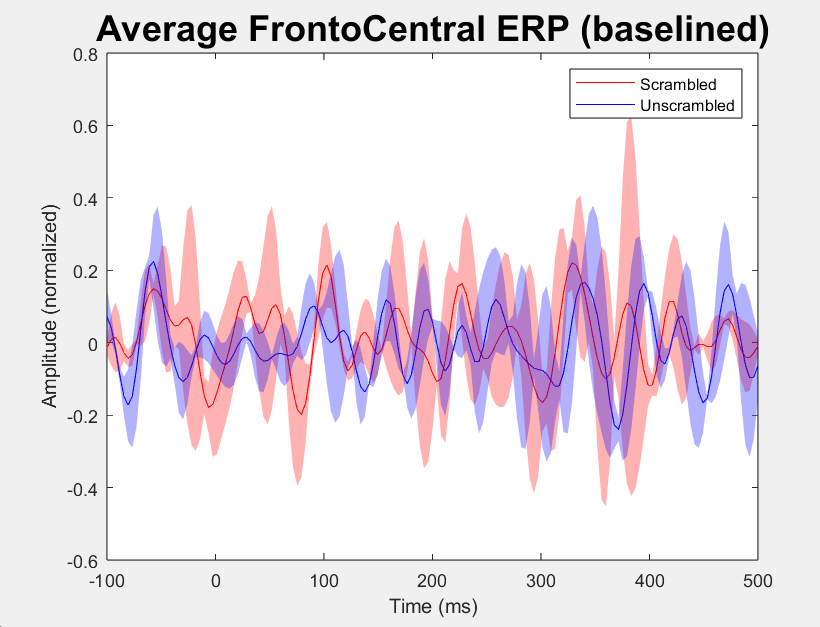 Average FrontoCentral ERP (baselined)
Scrambled
Unscrambled
0.8
0.6
0.4
0.2
0
-0.2
-0.4
-0.6
Amplitude (normalized)
-100 0 100 200 300 400 500
Time (ms)